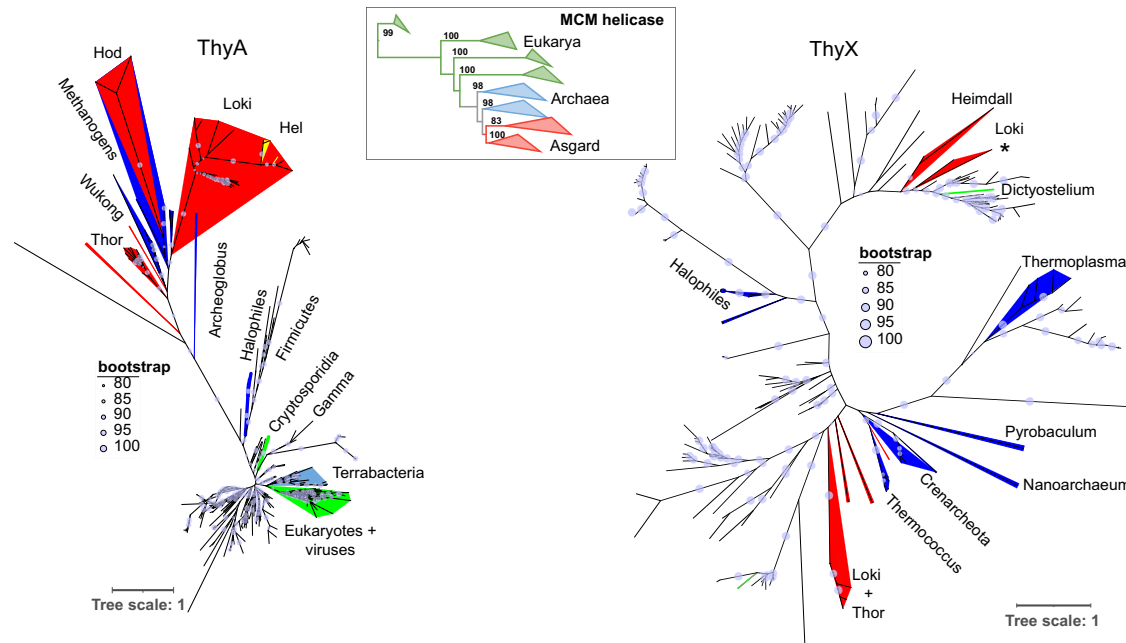 ThyA
Hod
Methanogens
Loki
Hel
Wukong
Thor
Archeoglobus
Halophiles
Firmicutes
Cryptosporidia
Gamma
Terrabacteria
Eukaryotes +
viruses
bootstrap
80
85
90
95
100
Tree scale: 1
MCM helicase
99
100
Eukarya
100
100
98
Archaea
98
83
100
Asgard
ThyX
Heimdall
Loki
*
Dictyostelium
Thermoplasma
Halophiles
bootstrap
80
85
90
95
100
Pyrobaculum
Nanoarchaeum
Crenarcheota
Thermococcus
Loki
+
Thor
Tree scale: 1